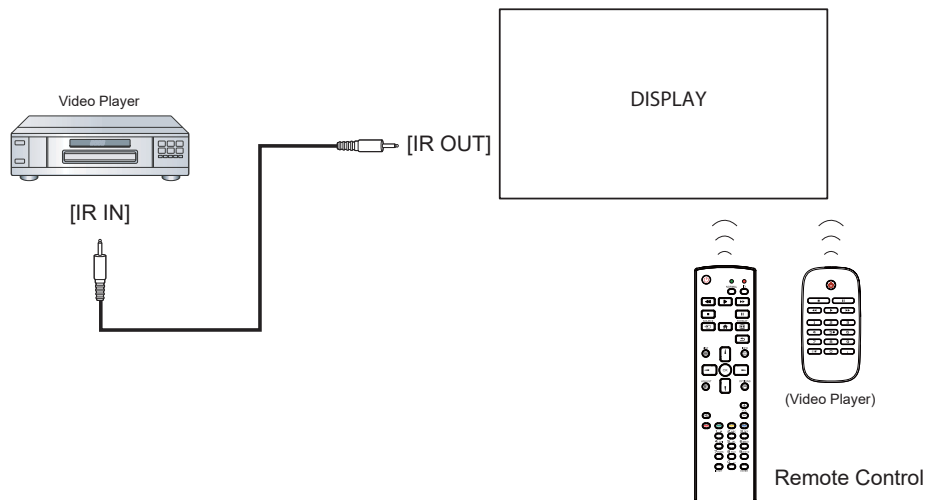 DISPLAY
Video Player
[IR OUT]
[IR IN]
(Video Player)
Remote Control